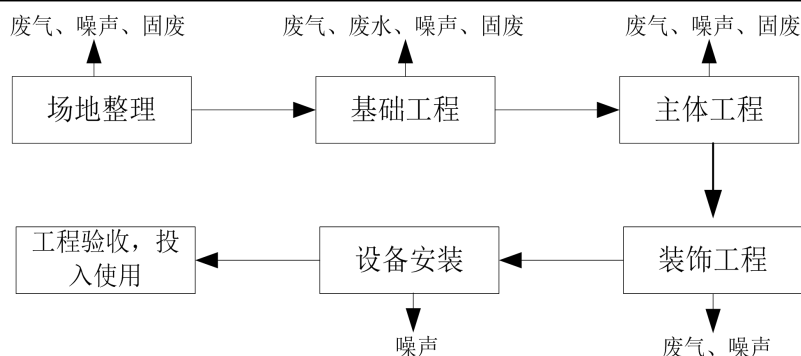 废气、噪声、固废
废气、废水、噪声、固废
废气、噪声、固废
场地整理
基础工程
主体工程
工程验收，投
入使用
设备安装
装饰工程
噪声
废气、噪声